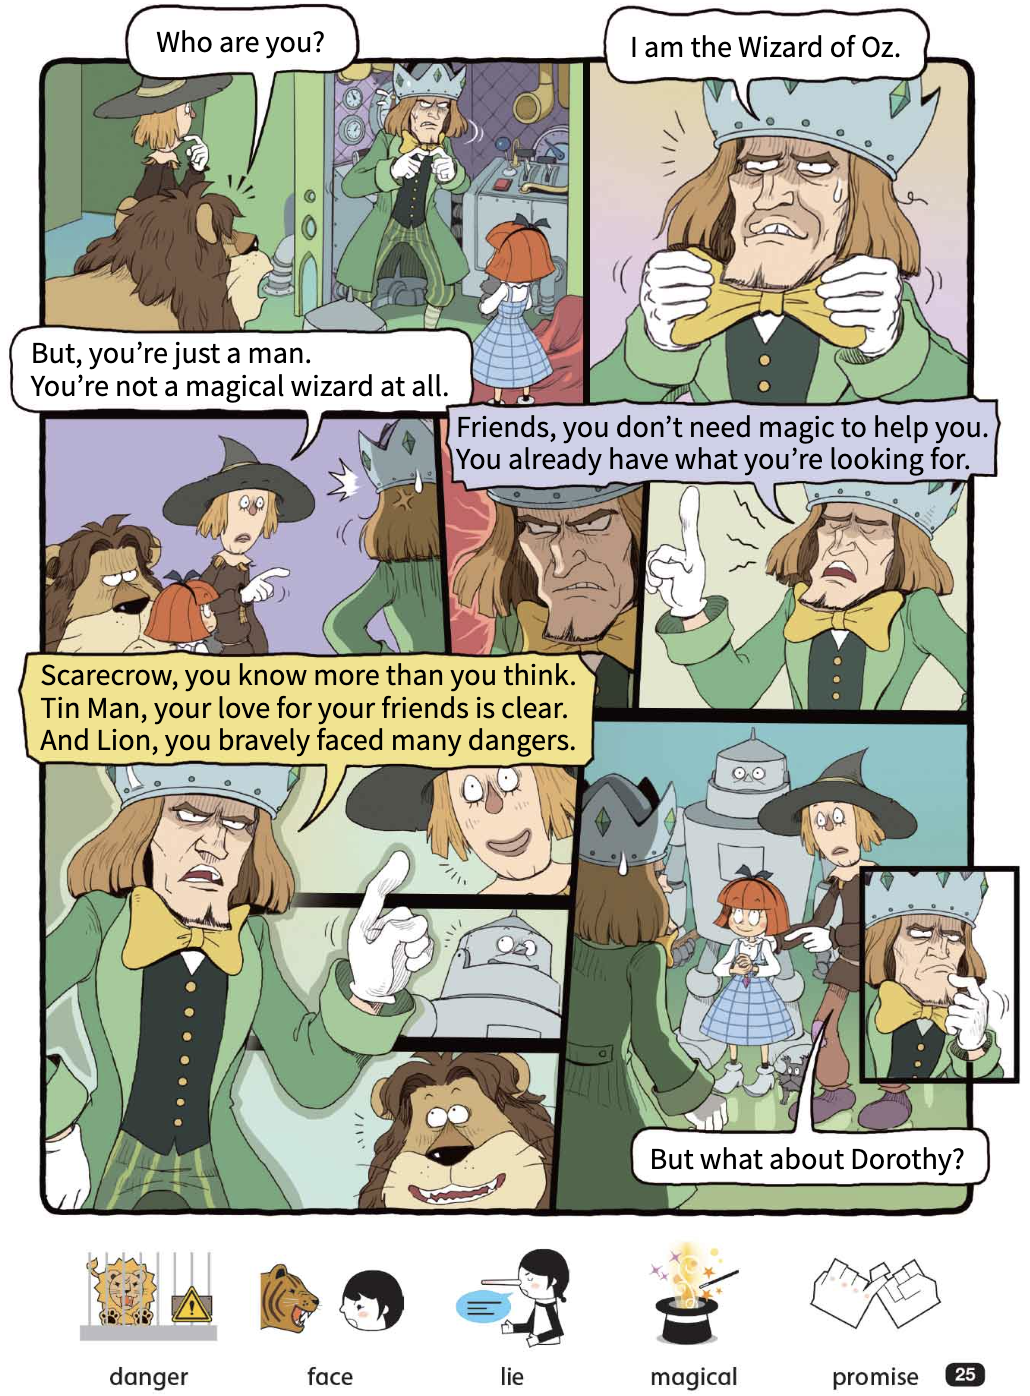 Who are you?
I am the Wizard of Oz.
But, you're just a man.
You're not a magical wizard at all.
Friends, you don't need magic to help you.
You already have what you're looking for.
Scarecrow, you know more than you think.
Tin Man, your love for your friends is clear.
And Lion, you bravely faced many dangers.
But what about Dorothy?
danger
face
lie
magical
promise
25